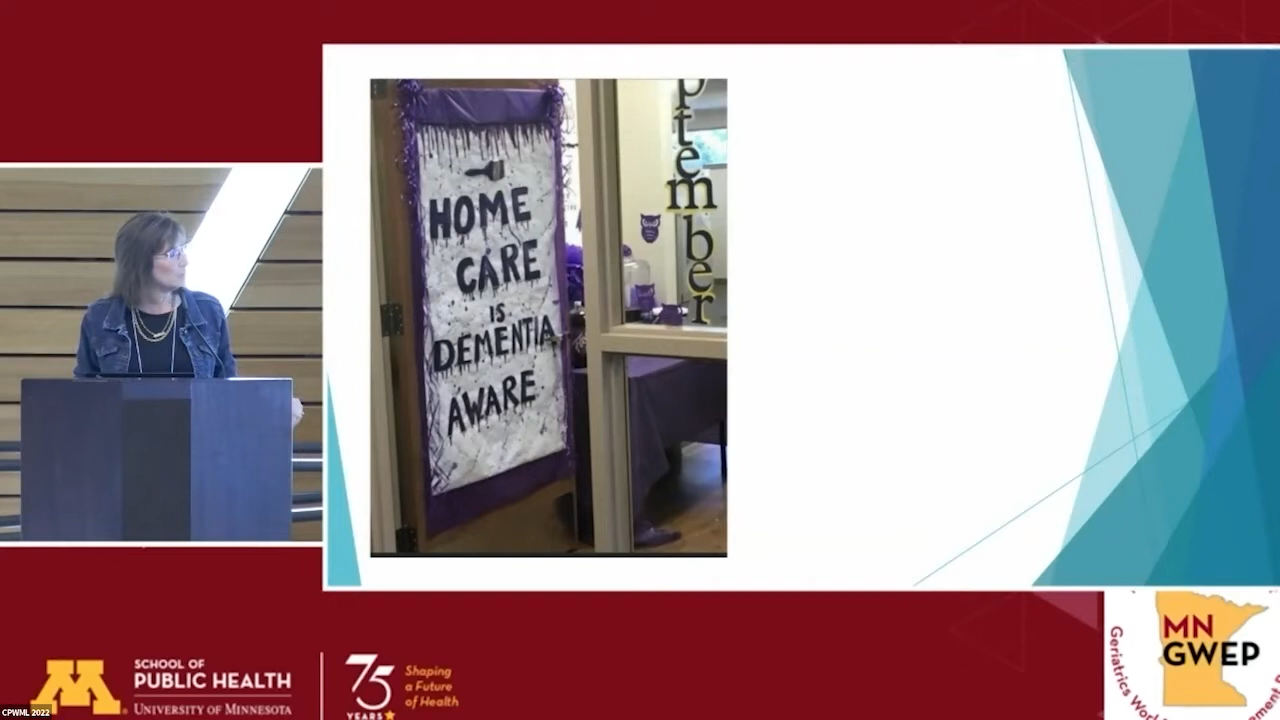 HOME
CARE
IS
DEMENTIA
AWARE
ptember
MN
GWEP
Geriatrics
SCHOOL OF
PUBLIC HEALTH
UNIVERSITY OF MINNESOTA
75
YEARS
Shaping
a Future
of Health
CPWML 2022